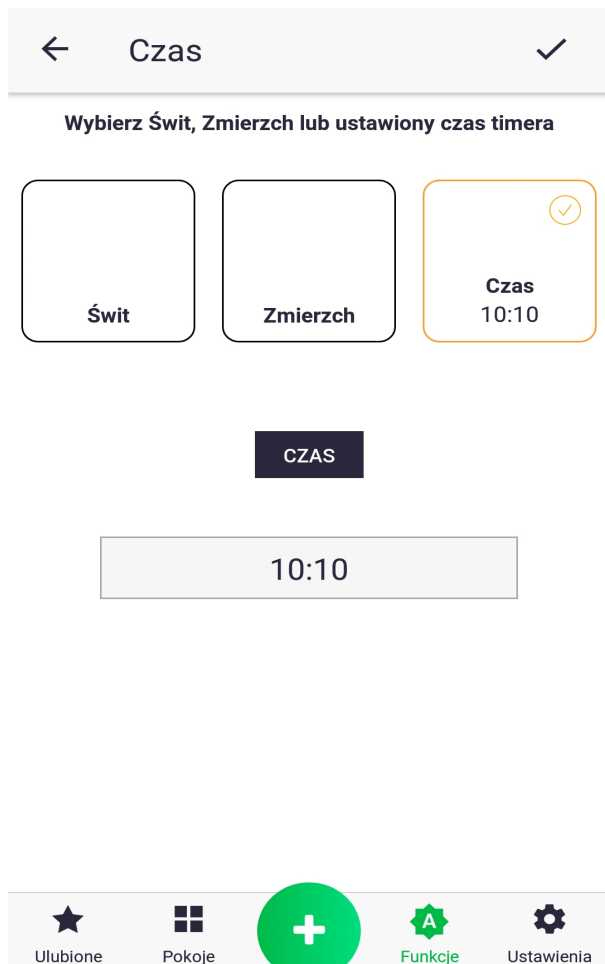 Czas
Wybierz Świt, Zmierzch lub ustawiony czas timera
Świt
Zmierzch
Czas
10:10
CZAS
10:10
A
Ulubione
Pokoje
Funkcje
Ustawienia